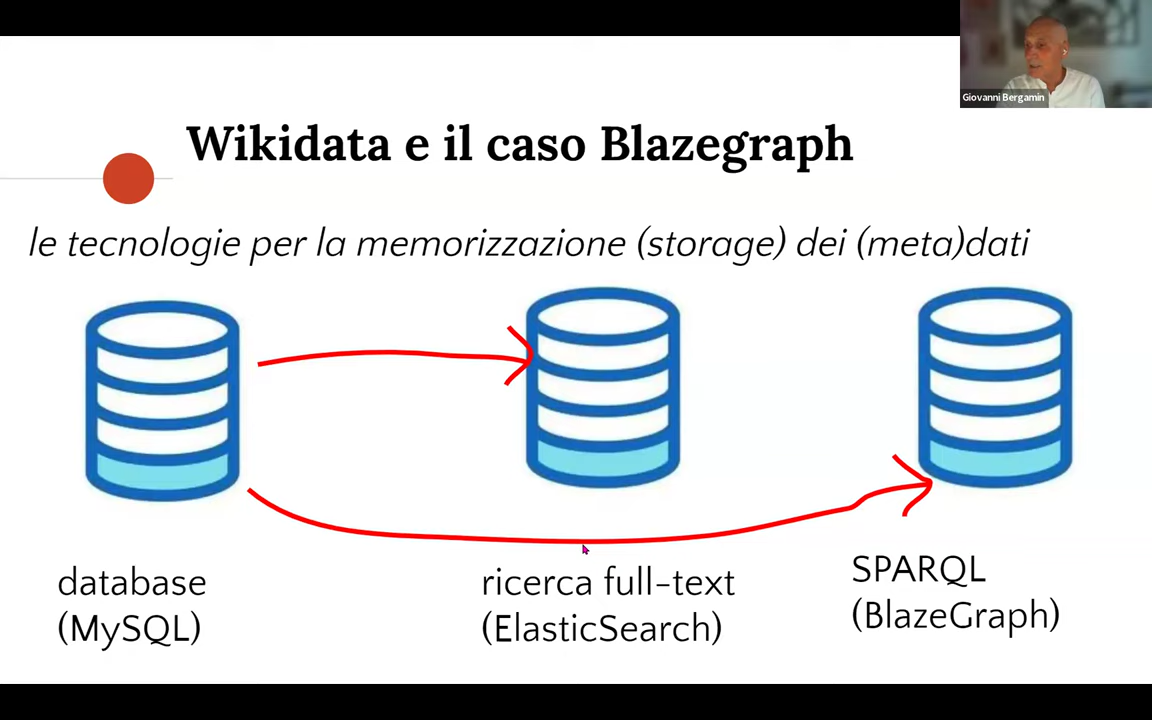 Giovanni Bergamin
Wikidata e il caso Blazegraph
le tecnologie per la memorizzazione (storage) dei (meta)dati
database
(MySQL)
ricerca full-text
(ElasticSearch)
SPARQL
(BlazeGraph)